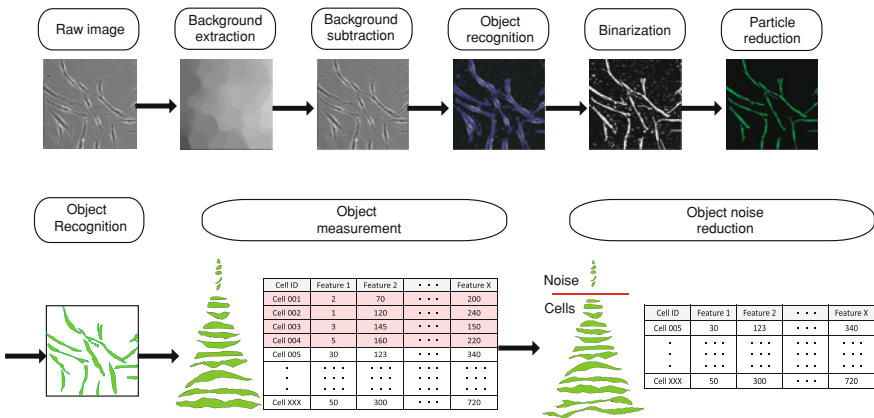 Raw image
Background
extraction
Background
subtraction
Object
recognition
Binarization
Particle
reduction
Object
Recognition
Object
measurement
Object noise
reduction
Cell ID Feature 1 Feature 2 · · · Feature X
Cell 001 2 70 · · · 200
Cell 002 1 120 · · · 240
Cell 003 3 145 · · · 150
Cell 004 5 160 · · · 220
Cell 005 30 123 · · · 340
· · · · · · · · · · · ·
· · · · · · · · · · · ·
· · · · · · · · · · · ·
Cell XXX 50 300 · · · 720
Noise
Cells
Cell ID Feature 1 Feature 2 · · · Feature X
Cell 005 30 123 · · · 340
· · · · · · · · · · · ·
· · · · · · · · · · · ·
· · · · · · · · · · · ·
Cell XXX 50 300 · · · 720